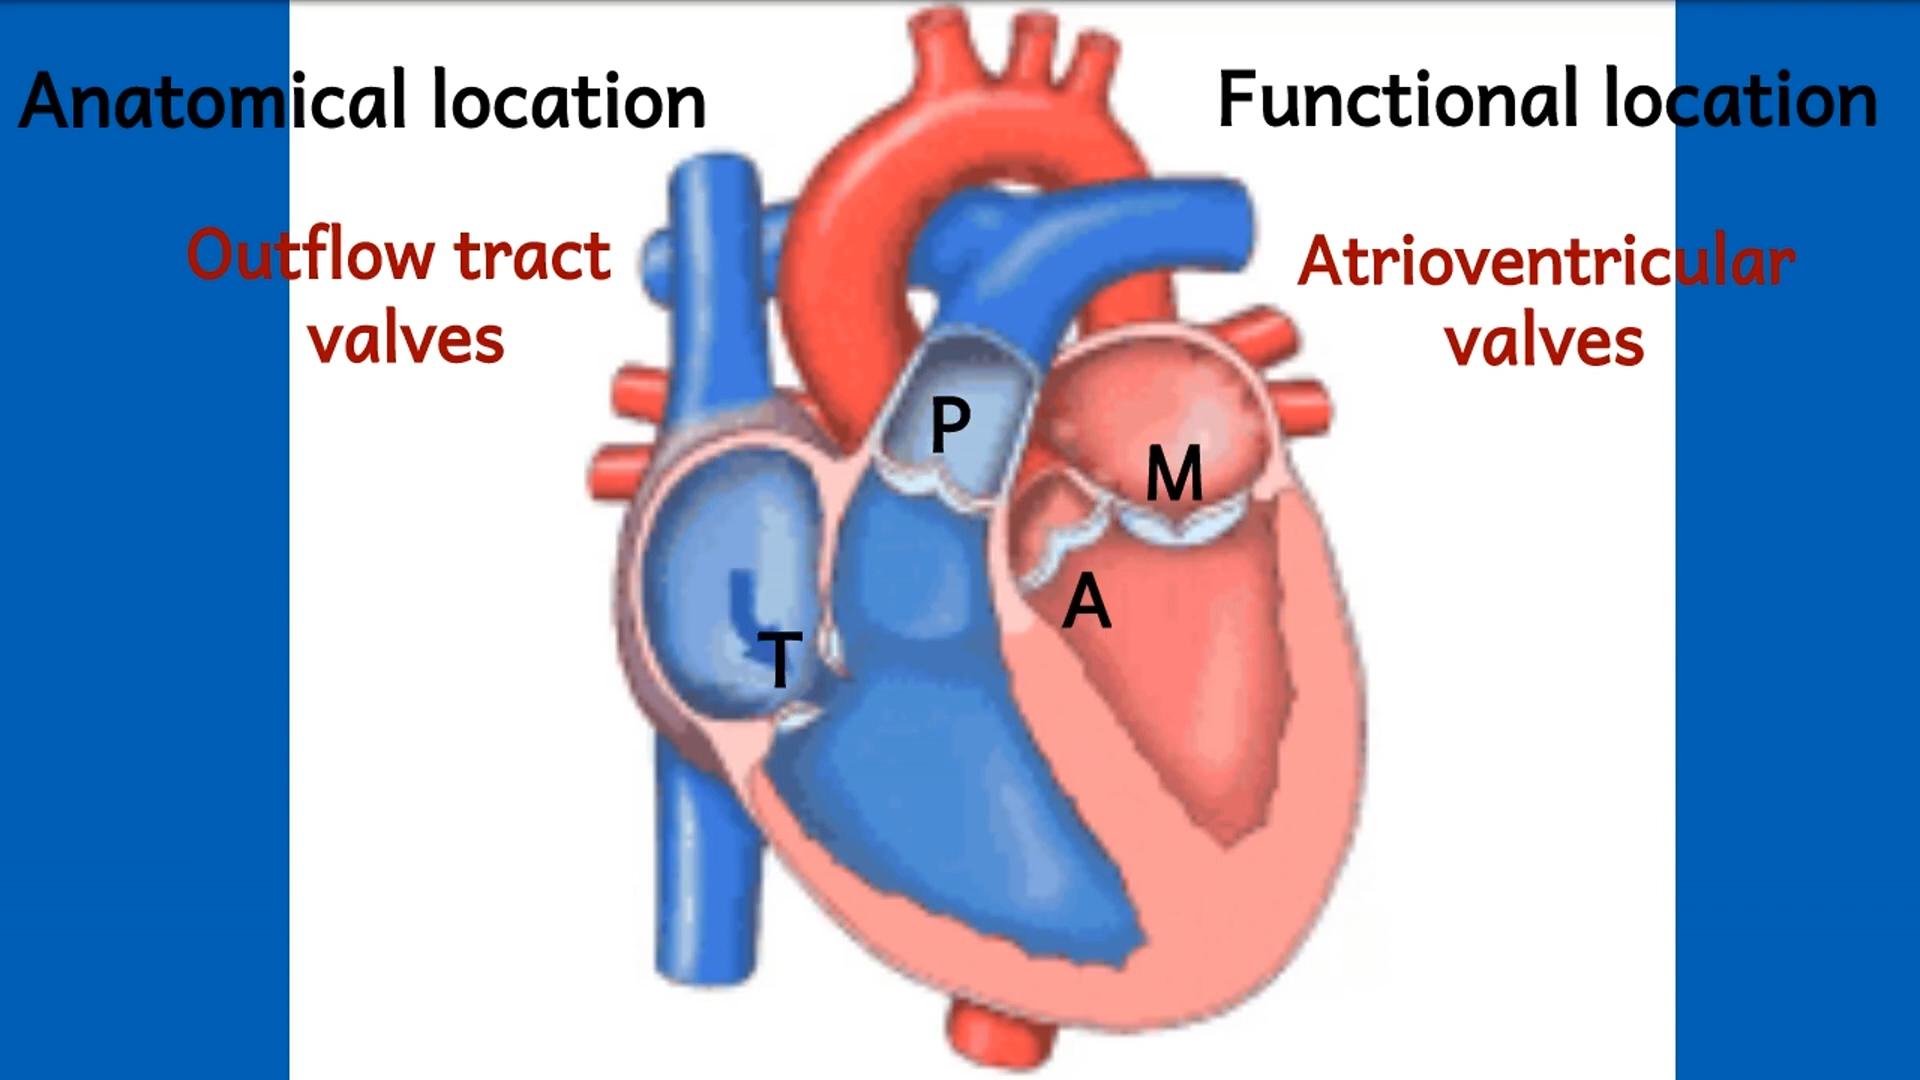 Anatomical location
Functional location
Outflow tract
valves
Atrioventricular
valves
P
M
A
T